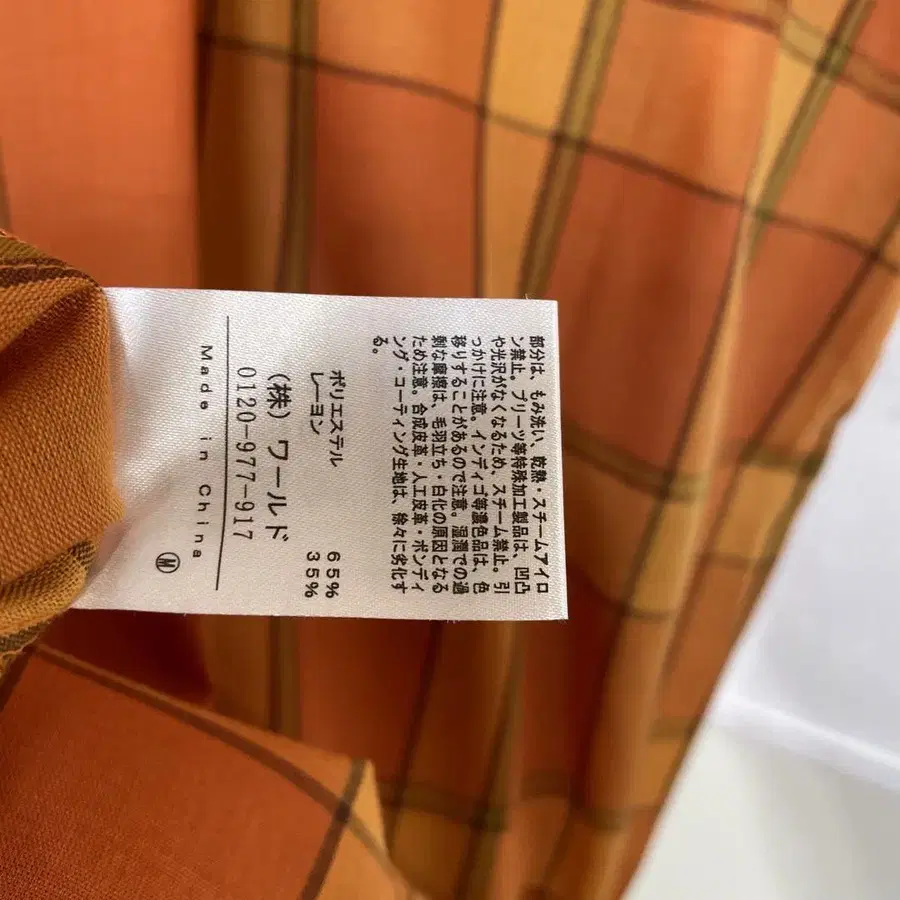 部分は、もみ洗い、乾熱・スチームアイロ
ン禁止。プリーツ等特殊加工製品は、凹凸
や光沢がなくなるため、スチーム禁止。引
っかけに注意。インディゴ等濃色品は、色
移りすることがあるので注意。湿潤での過
剰な摩擦は、毛羽立ち・白化の原因となる
ため注意。合成皮革・人工皮革・ボンディ
ング・コーティング生地は、徐々に劣化す
る。
ポリエステル 65%
レーヨン 35%
(株)ワールド
0120-977-917
Made in China
M